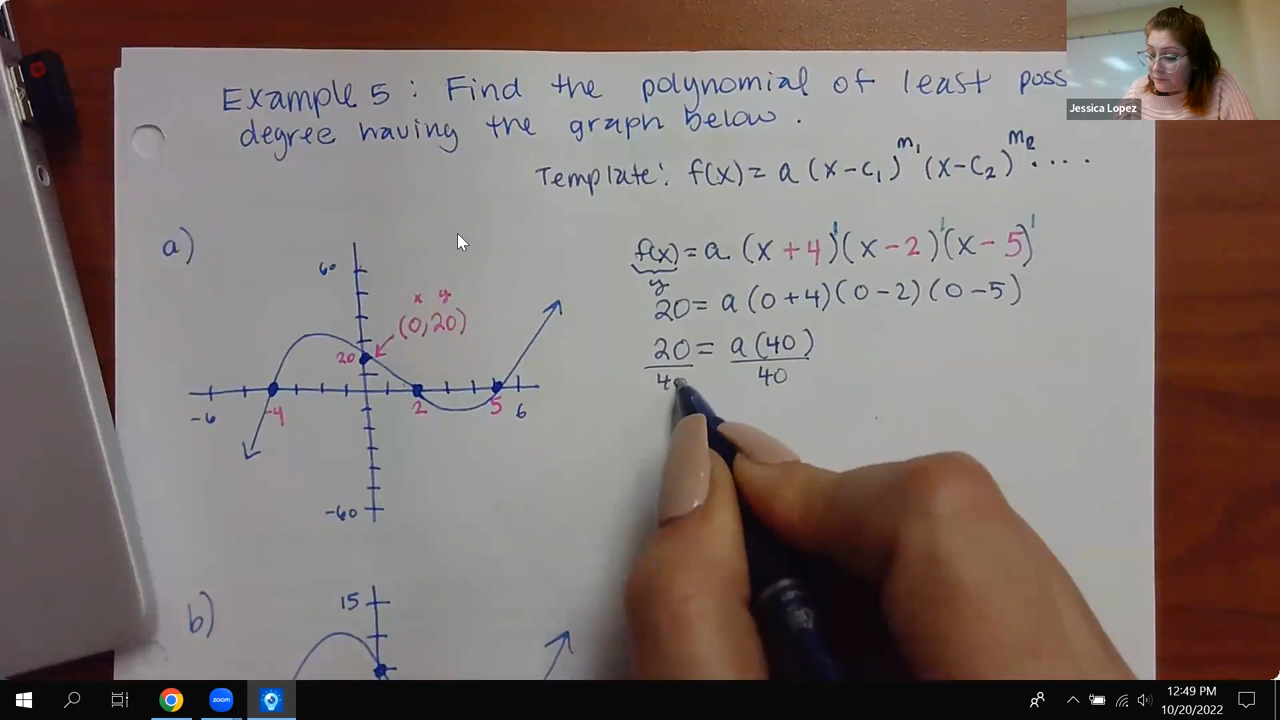 Example 5 : Find the polynomial of least poss
degree having the graph below .
Template: f(x) = a (x-c₁)^m₁ (x-c₂)^m₂ ....
a)
f(x) = a (x + 4)^1 (x - 2)^1 (x - 5)^1
y
20 = a (0+4) (0-2) (0-5)
20 = a (40)
40 40
60
x y
(0,20)
20
-6 -4 2 5 6
-60
b)
15
Jessica Lopez
zoom
12:49 PM
10/20/2022